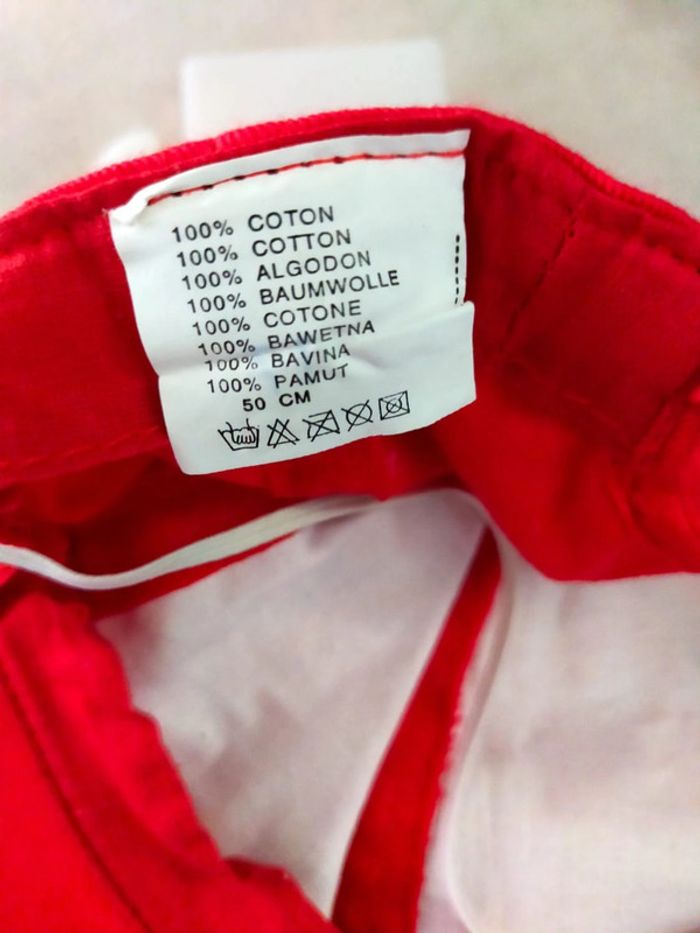 100% COTON
100% COTTON
100% ALGODON
100% BAUMWOLLE
100% COTONE
100% BAWETNA
100% BAVINA
100% PAMUT
50 CM